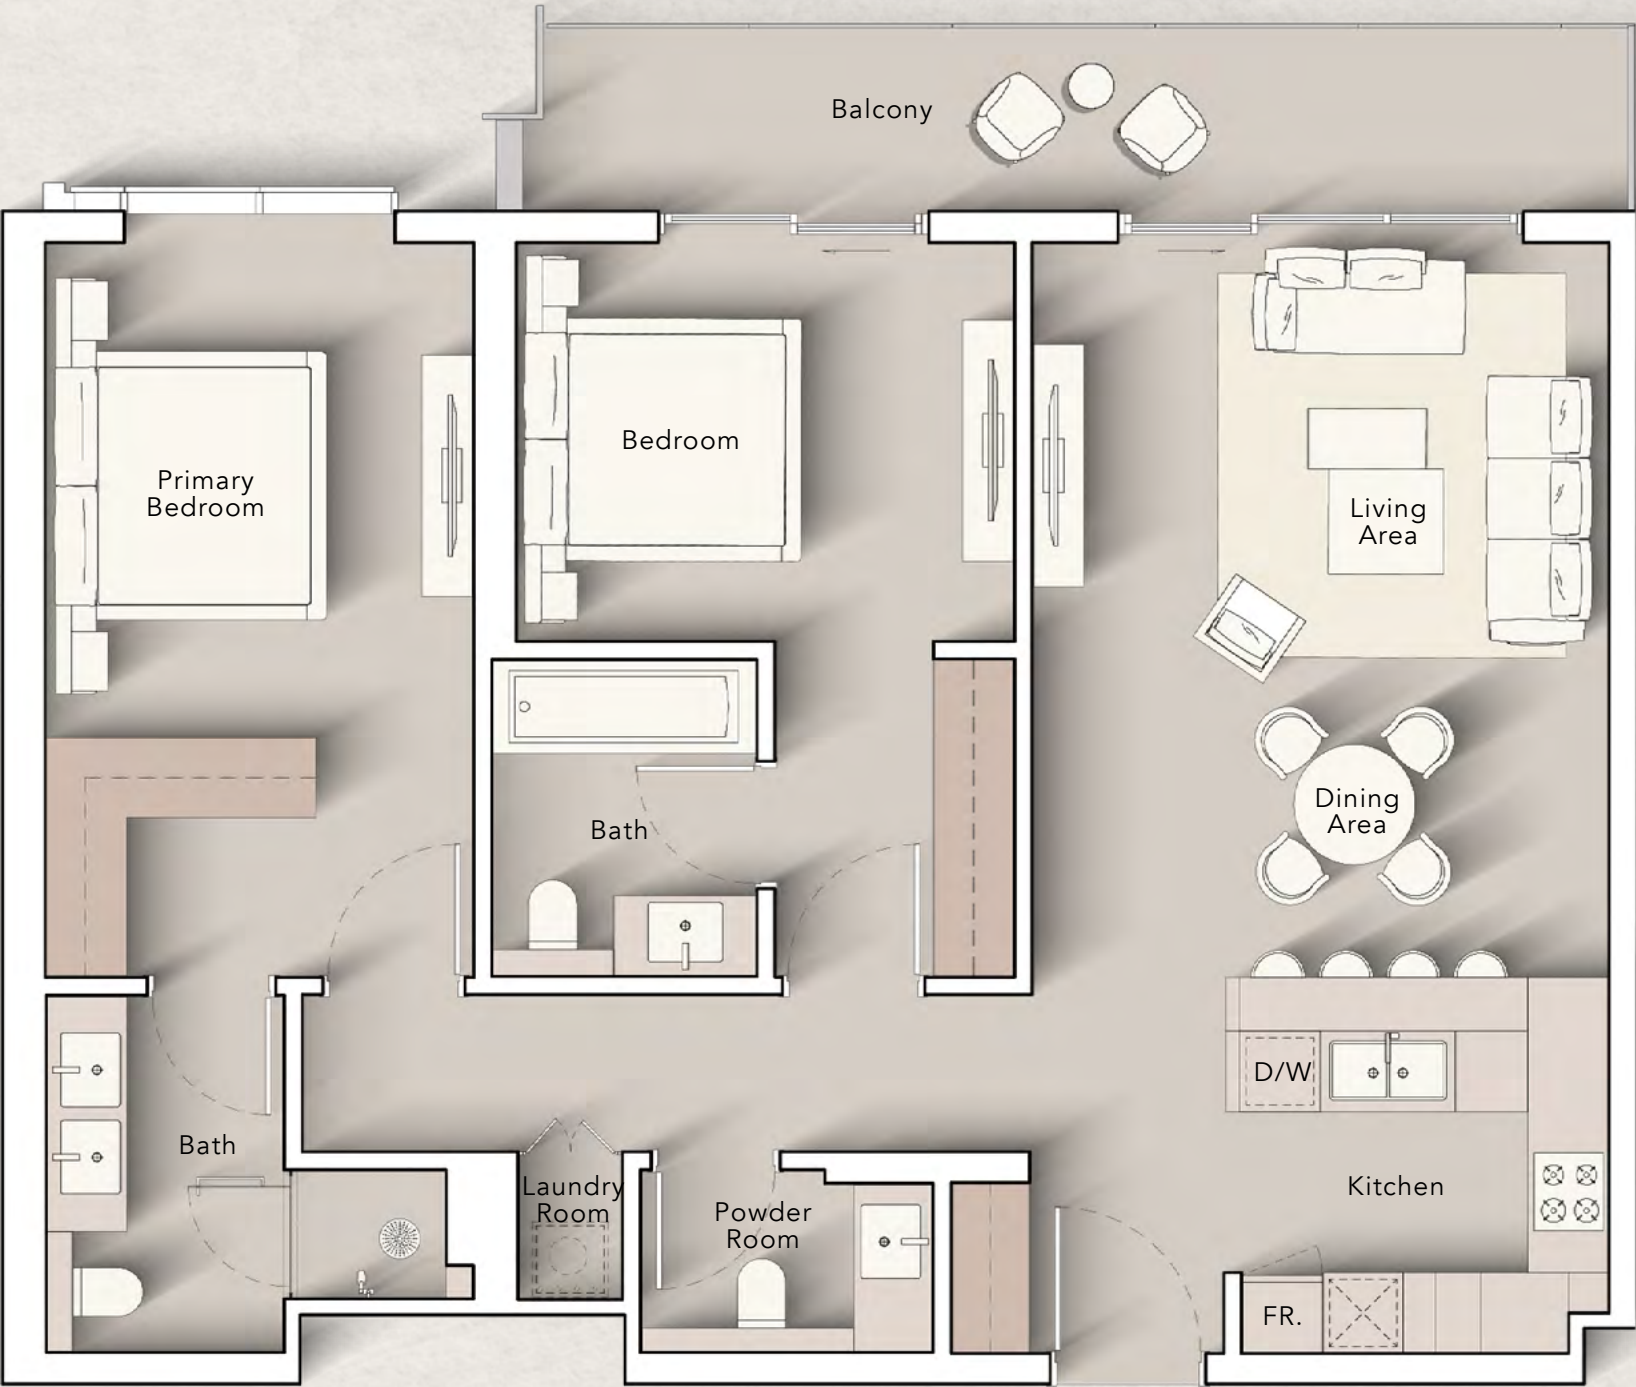 Balcony
Primary
Bedroom
Bedroom
Living
Area
Dining
Area
Bath
D/W
Bath
Laundry
Room
Powder
Room
Kitchen
FR.